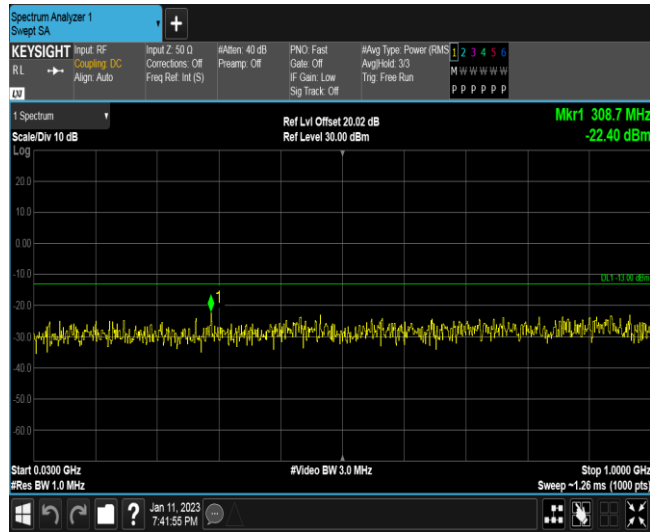 Spectrum Analyzer 1
Swept SA
+
KEYSIGHT
RL
LXI
Input: RF
Coupling: DC
Align: Auto
Input Z: 50 Ω
Corrections: Off
Freq Ref: Int (S)
#Atten: 40 dB
Preamp: Off
PNO: Fast
Gate: Off
IF Gain: Low
Sig Track: Off
#Avg Type: Power (RMS
Avg|Hold: 3/3
Trig: Free Run
1 2 3 4 5 6
M W W W W W
P P P P P P
1 Spectrum
Scale/Div 10 dB
Log
Ref Lvl Offset 20.02 dB
Ref Level 30.00 dBm
Mkr1 308.7 MHz
-22.40 dBm
20.0
10.0
0.00
-10.0
DL1 -13.00 dBm
1
-20.0
-30.0
-40.0
-50.0
-60.0
Start 0.0300 GHz
#Res BW 1.0 MHz
#Video BW 3.0 MHz
Stop 1.0000 GHz
Sweep ~1.26 ms (1000 pts)
?
Jan 11, 2023
7:41:55 PM